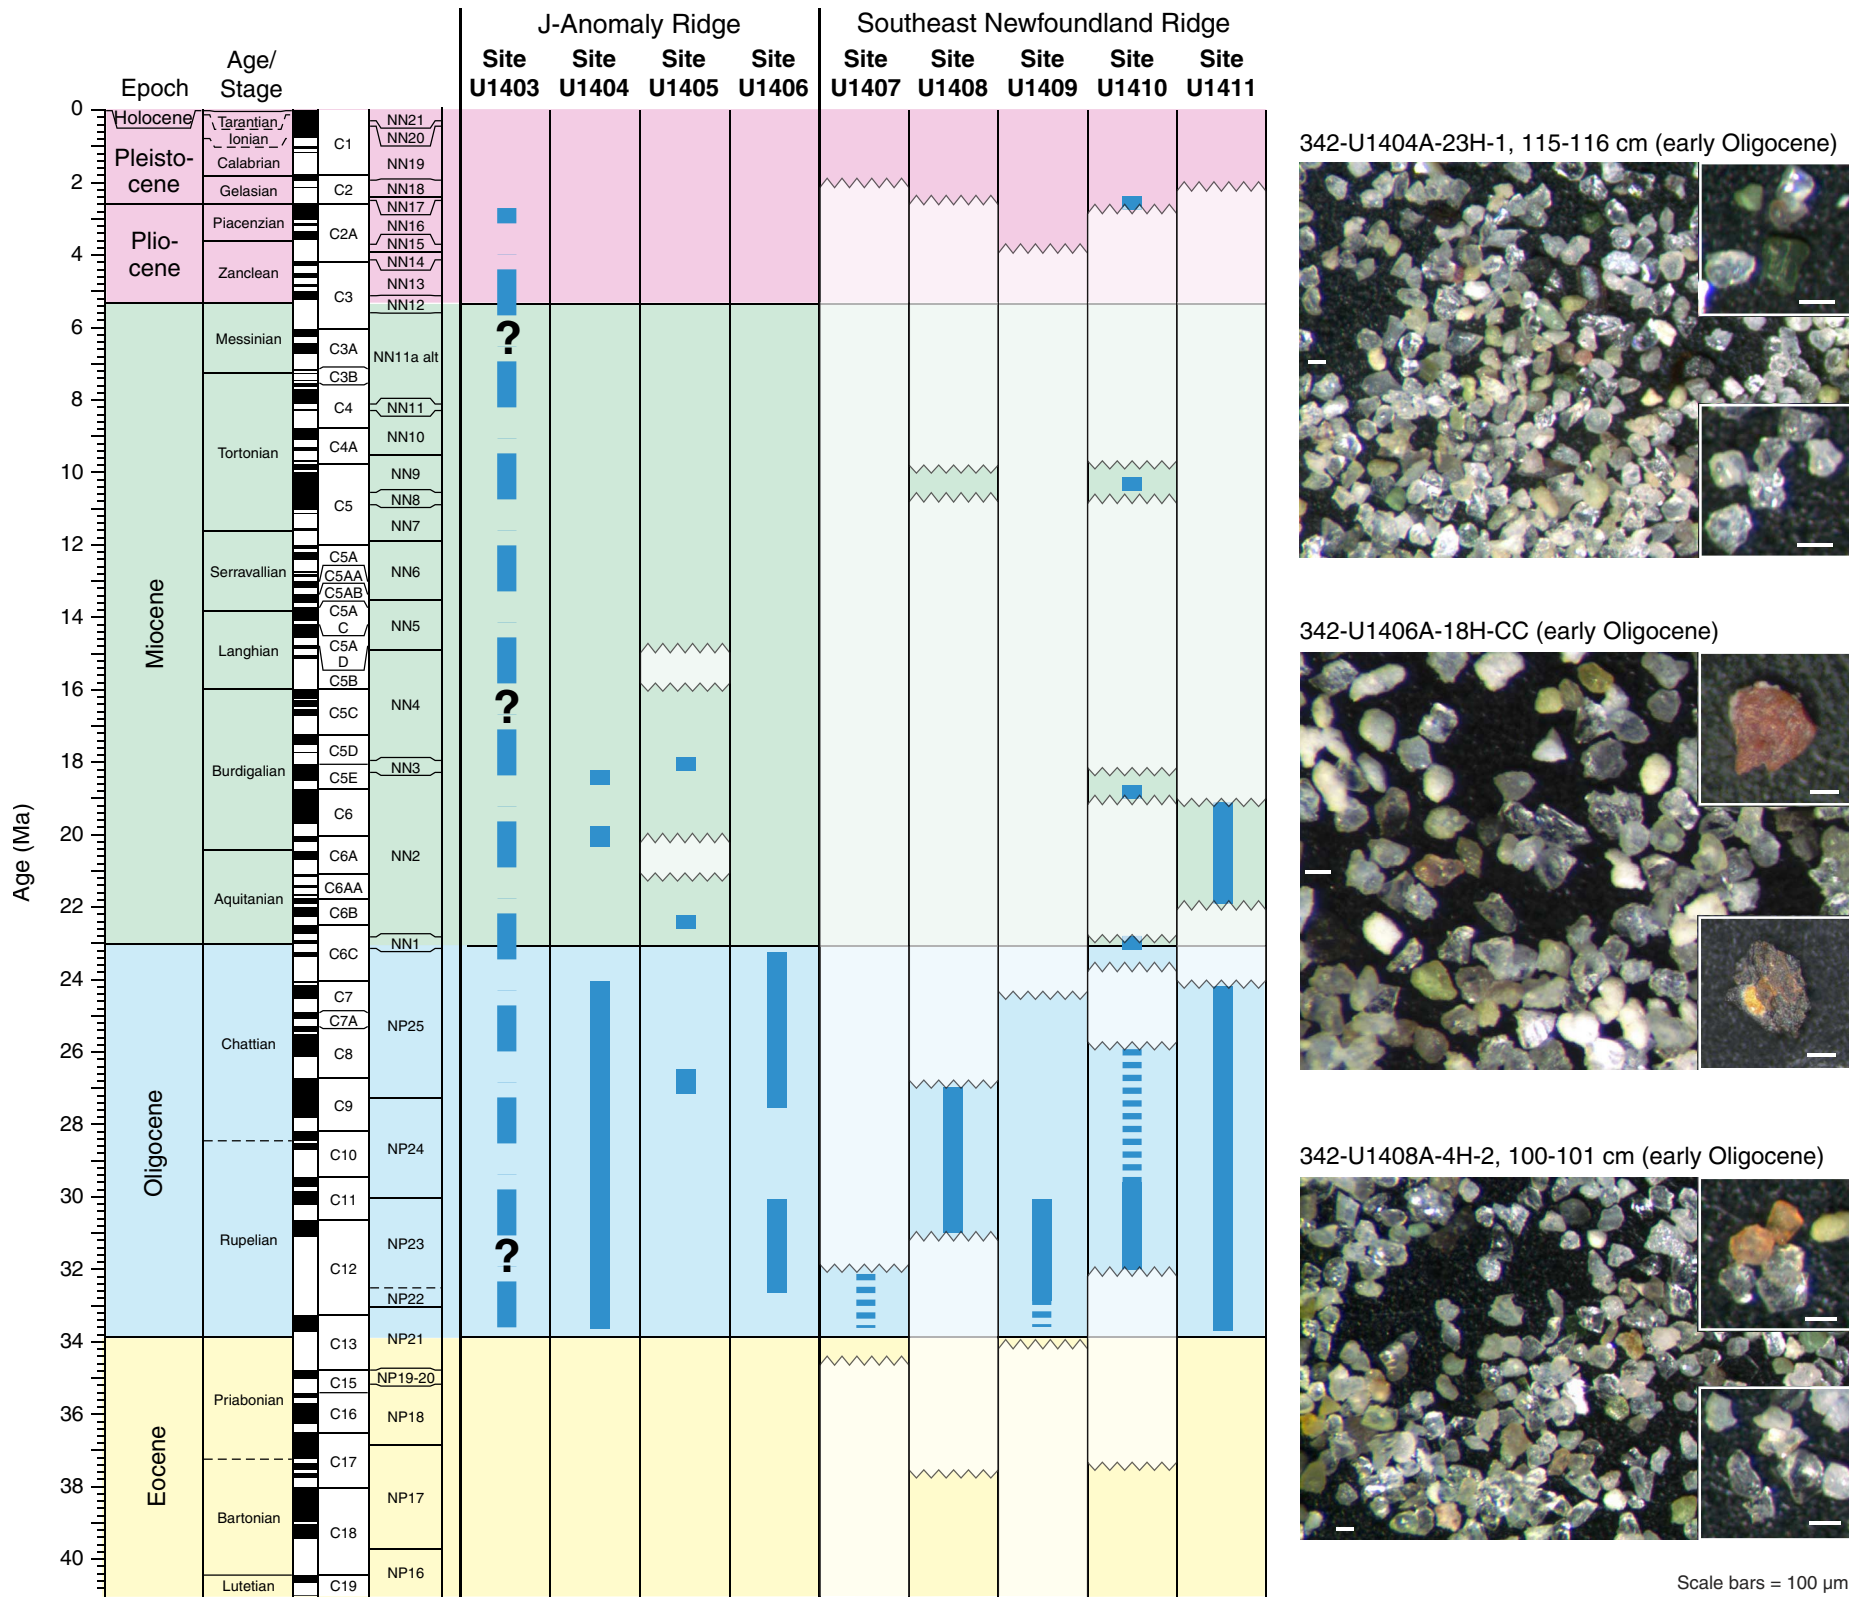 J-Anomaly Ridge
Southeast Newfoundland Ridge
Epoch
Age/
Stage
Site
U1403
Site
U1404
Site
U1405
Site
U1406
Site
U1407
Site
U1408
Site
U1409
Site
U1410
Site
U1411
Age (Ma)
0
2
4
6
8
10
12
14
16
18
20
22
24
26
28
30
32
34
36
38
40
Holocene
Pleisto-
cene
Plio-
cene
Miocene
Oligocene
Eocene
Tarantian
Ionian
Calabrian
Gelasian
Piacenzian
Zanclean
Messinian
Tortonian
Serravallian
Langhian
Burdigalian
Aquitanian
Chattian
Rupelian
Priabonian
Bartonian
Lutetian
C1
C2
C2A
C3
C3A
C3B
C4
C4A
C5
C5A
C5AA
C5AB
C5A
C
C5A
D
C5B
C5C
C5D
C5E
C6
C6A
C6AA
C6B
C6C
C7
C7A
C8
C9
C10
C11
C12
C13
C15
C16
C17
C18
C19
NN21
NN20
NN19
NN18
NN17
NN16
NN15
NN14
NN13
NN12
NN11a alt
NN11
NN10
NN9
NN8
NN7
NN6
NN5
NN4
NN3
NN2
NN1
NP25
NP24
NP23
NP22
NP21
NP19-20
NP18
NP17
NP16
?
?
?
342-U1404A-23H-1, 115-116 cm (early Oligocene)
342-U1406A-18H-CC (early Oligocene)
342-U1408A-4H-2, 100-101 cm (early Oligocene)
Scale bars = 100 µm